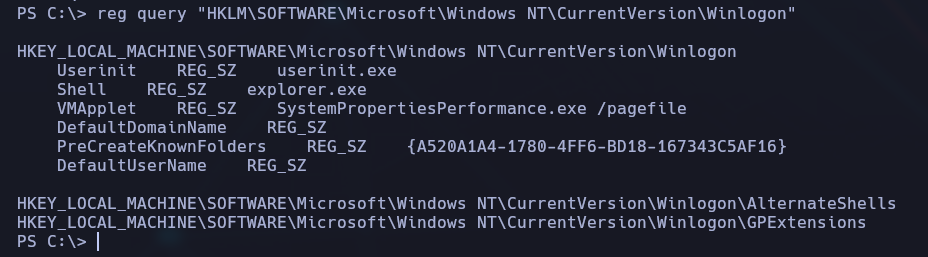 PS C:\> reg query "HKLM\SOFTWARE\Microsoft\Windows NT\CurrentVersion\Winlogon"
HKEY_LOCAL_MACHINE\SOFTWARE\Microsoft\Windows NT\CurrentVersion\Winlogon
    Userinit    REG_SZ    userinit.exe
    Shell    REG_SZ    explorer.exe
    VMApplet    REG_SZ    SystemPropertiesPerformance.exe /pagefile
    DefaultDomainName    REG_SZ
    PreCreateKnownFolders    REG_SZ    {A520A1A4-1780-4FF6-BD18-167343C5AF16}
    DefaultUserName    REG_SZ
HKEY_LOCAL_MACHINE\SOFTWARE\Microsoft\Windows NT\CurrentVersion\Winlogon\AlternateShells
HKEY_LOCAL_MACHINE\SOFTWARE\Microsoft\Windows NT\CurrentVersion\Winlogon\GPExtensions
PS C:\>